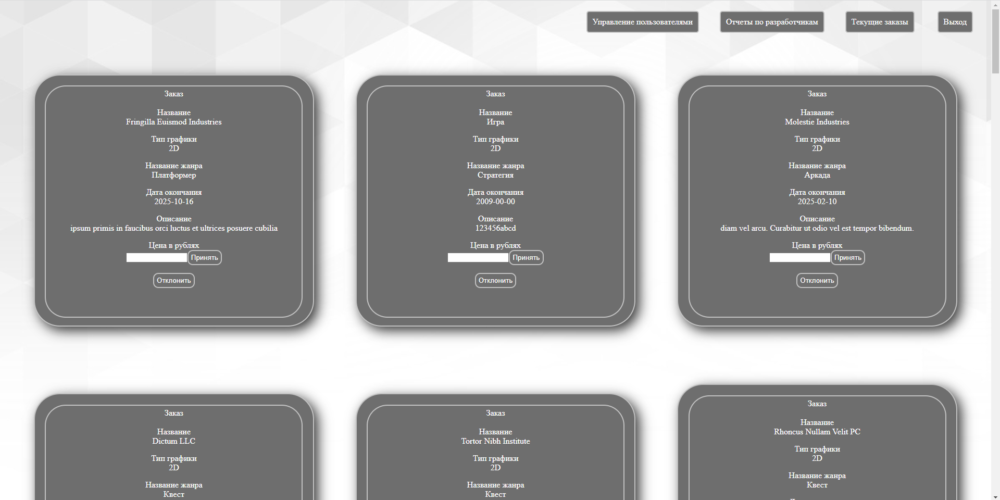 Управление пользователями
Отчеты по разработчикам
Текущие заказы
Выход
Заказ
Название
Fringilla Euismod Industries
Тип графики
2D
Название жанра
Платформер
Дата окончания
2025-10-16
Описание
ipsum primis in faucibus orci luctus et ultrices posuere cubilia
Цена в рублях
Принять
Отклонить
Заказ
Название
Игра
Тип графики
2D
Название жанра
Стратегия
Дата окончания
2009-00-00
Описание
123456abcd
Цена в рублях
Принять
Отклонить
Заказ
Название
Molestie Industries
Тип графики
2D
Название жанра
Аркада
Дата окончания
2025-02-10
Описание
diam vel arcu. Curabitur ut odio vel est tempor bibendum.
Цена в рублях
Принять
Отклонить
Заказ
Название
Dictum LLC
Тип графики
2D
Название жанра
Квест
Заказ
Название
Tortor Nibh Institute
Тип графики
2D
Название жанра
Квест
Заказ
Название
Rhoncus Nullam Velit PC
Тип графики
2D
Название жанра
Квест